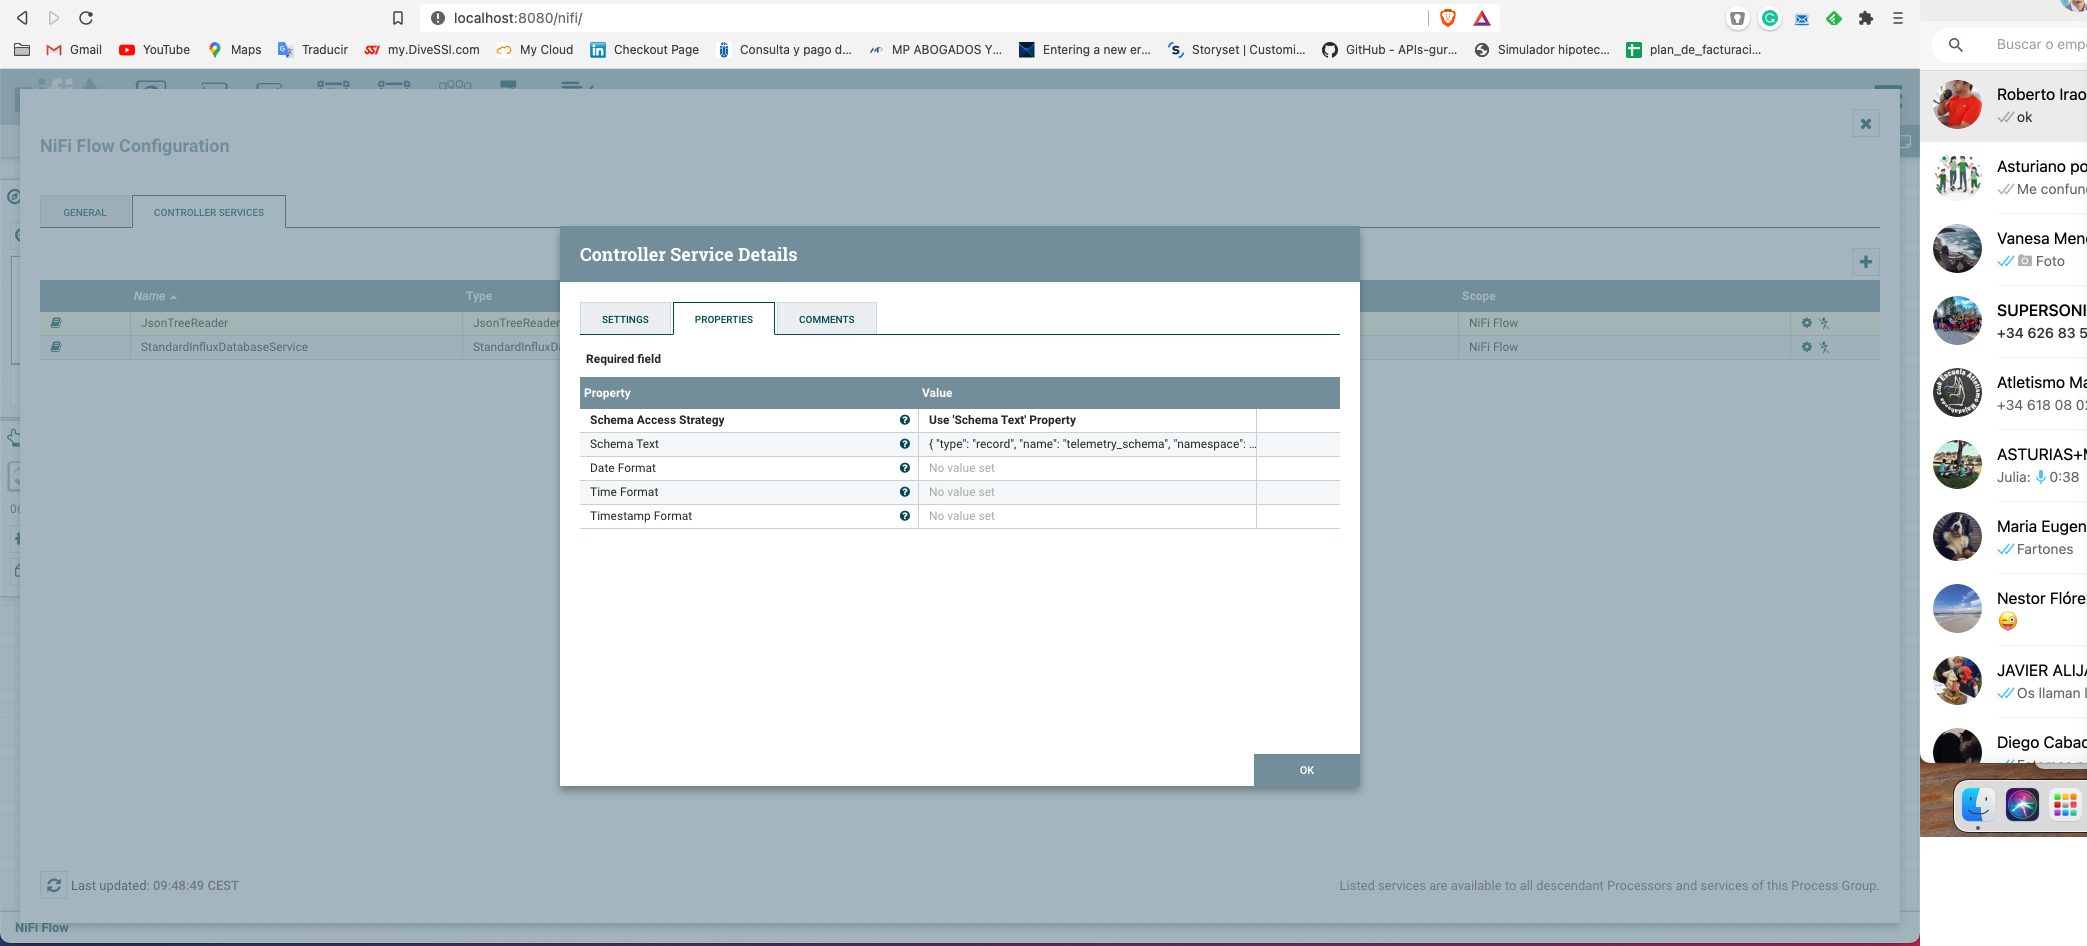 localhost:8080/nifi/
Gmail
YouTube
Maps
Traducir
my.DiveSSI.com
My Cloud
Checkout Page
Consulta y pago d...
MP ABOGADOS Y...
Entering a new er...
Storyset | Customi...
GitHub - APIs-gur...
Simulador hipotec...
plan_de_facturaci...
NiFi Flow Configuration
GENERAL
CONTROLLER SERVICES
Name
Type
Scope
JsonTreeReader
JsonTreeReader
NiFi Flow
StandardInfluxDatabaseService
StandardInfluxD
NiFi Flow
Controller Service Details
SETTINGS
PROPERTIES
COMMENTS
Required field
Property
Value
Schema Access Strategy
Use 'Schema Text' Property
Schema Text
{ "type": "record", "name": "telemetry_schema", "namespace": ...
Date Format
No value set
Time Format
No value set
Timestamp Format
No value set
OK
Last updated: 09:48:49 CEST
Listed services are available to all descendant Processors and services of this Process Group.
NiFi Flow
Buscar o emp
Roberto Irao
ok
Asturiano po
Me confun
Vanesa Men
Foto
SUPERSONI
+34 626 83 5
Atletismo Ma
+34 618 08 02
ASTURIAS+M
Julia: 0:38
Maria Eugen
Fartones
Nestor Flóre
JAVIER ALIJA
Os llaman l
Diego Cabac